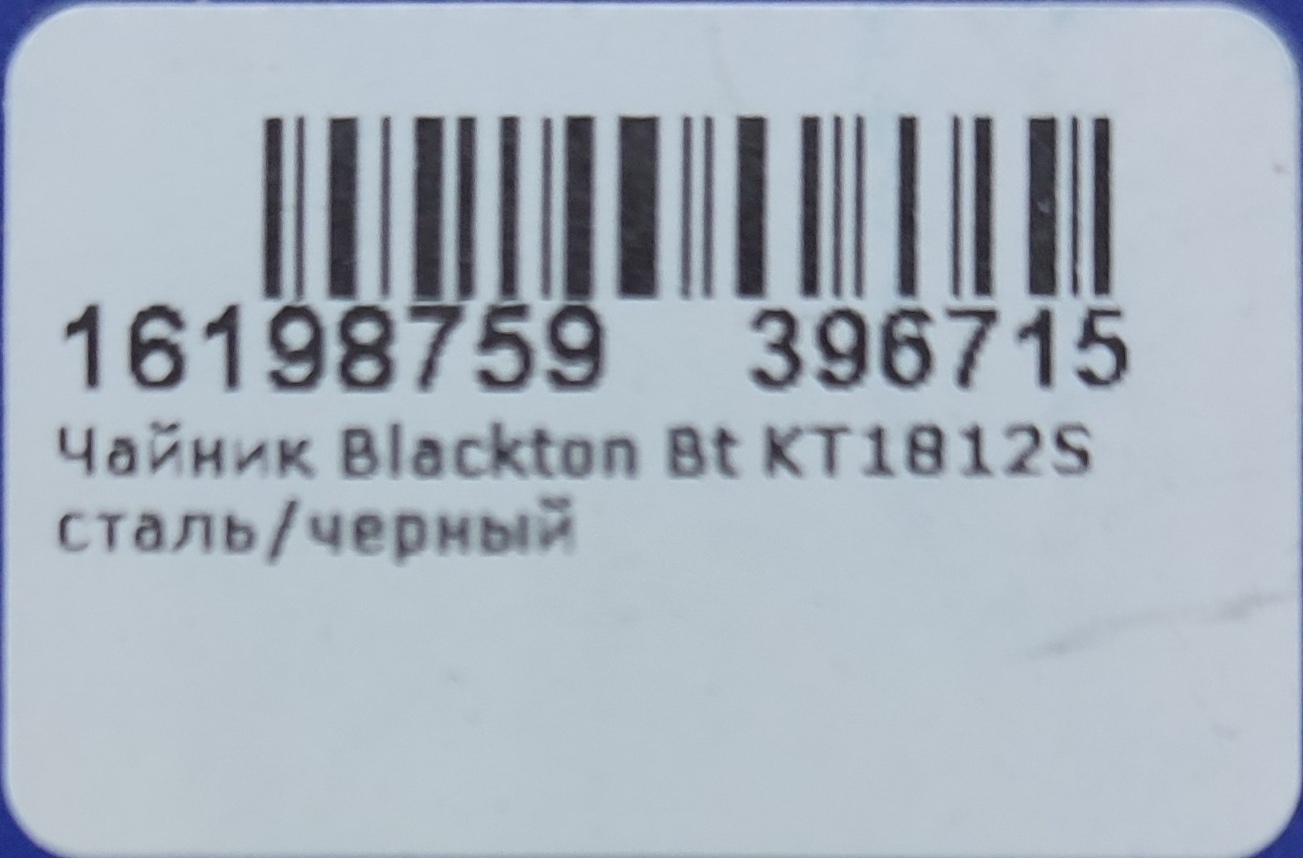 16198759 396715
Чайник Blackton Bt KT1812S
сталь/черный